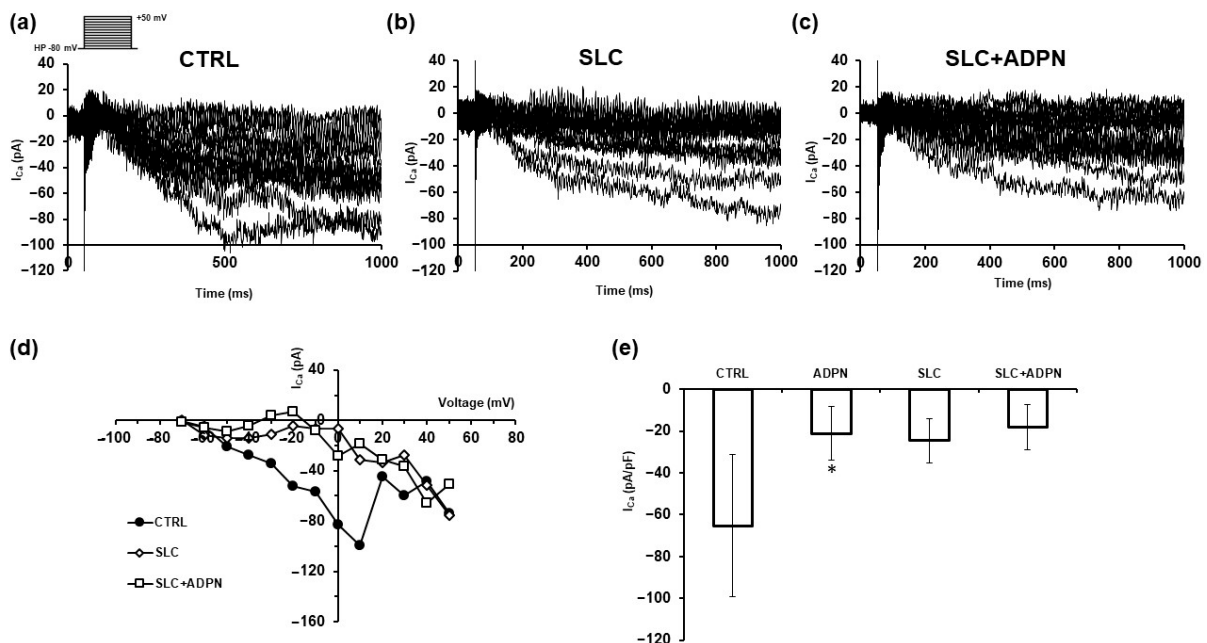 (a)
+50 mV
HP -80 mV
CTRL
40
20
0
−20
−40
−60
−80
−100
−120
I_Ca (pA)
0
500
1000
Time (ms)
(b)
SLC
40
20
0
−20
−40
−60
−80
−100
−120
I_Ca (pA)
0
200
400
600
800
1000
Time (ms)
(c)
SLC+ADPN
40
20
0
−20
−40
−60
−80
−100
−120
I_Ca (pA)
0
200
400
600
800
1000
Time (ms)
(d)
I_Ca (pA)
Voltage (mV)
40
0
−40
−80
−120
−160
−100
−80
−60
−40
−20
0
20
40
60
80
CTRL
SLC
SLC+ADPN
(e)
CTRL
ADPN
SLC
SLC+ADPN
0
−20
−40
−60
−80
−100
−120
I_Ca (pA/pF)
*